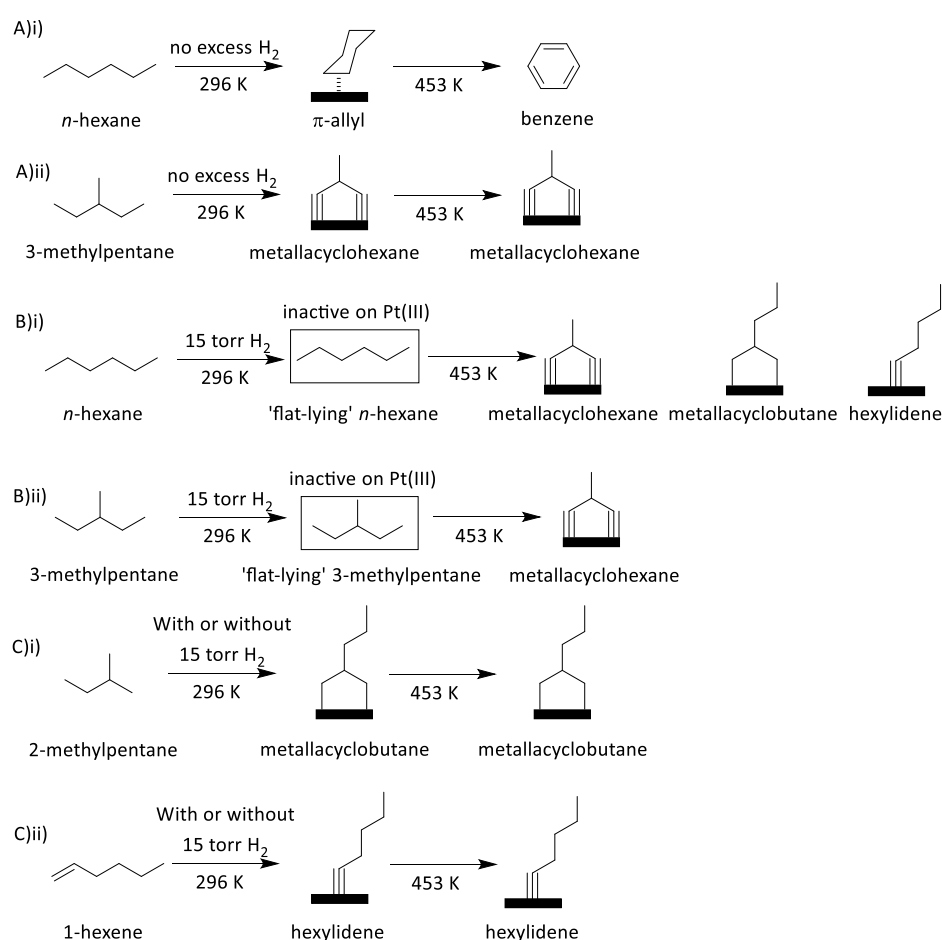 A)i)
no excess H2
296 K
453 K
n-hexane
π-allyl
benzene
A)ii)
no excess H2
296 K
453 K
3-methylpentane
metallacyclohexane
metallacyclohexane
B)i)
inactive on Pt(III)
15 torr H2
296 K
453 K
n-hexane
'flat-lying' n-hexane
metallacyclohexane
metallacyclobutane
hexylidene
B)ii)
inactive on Pt(III)
15 torr H2
296 K
453 K
3-methylpentane
'flat-lying' 3-methylpentane
metallacyclohexane
C)i)
With or without
15 torr H2
296 K
453 K
2-methylpentane
metallacyclobutane
metallacyclobutane
C)ii)
With or without
15 torr H2
296 K
453 K
1-hexene
hexylidene
hexylidene